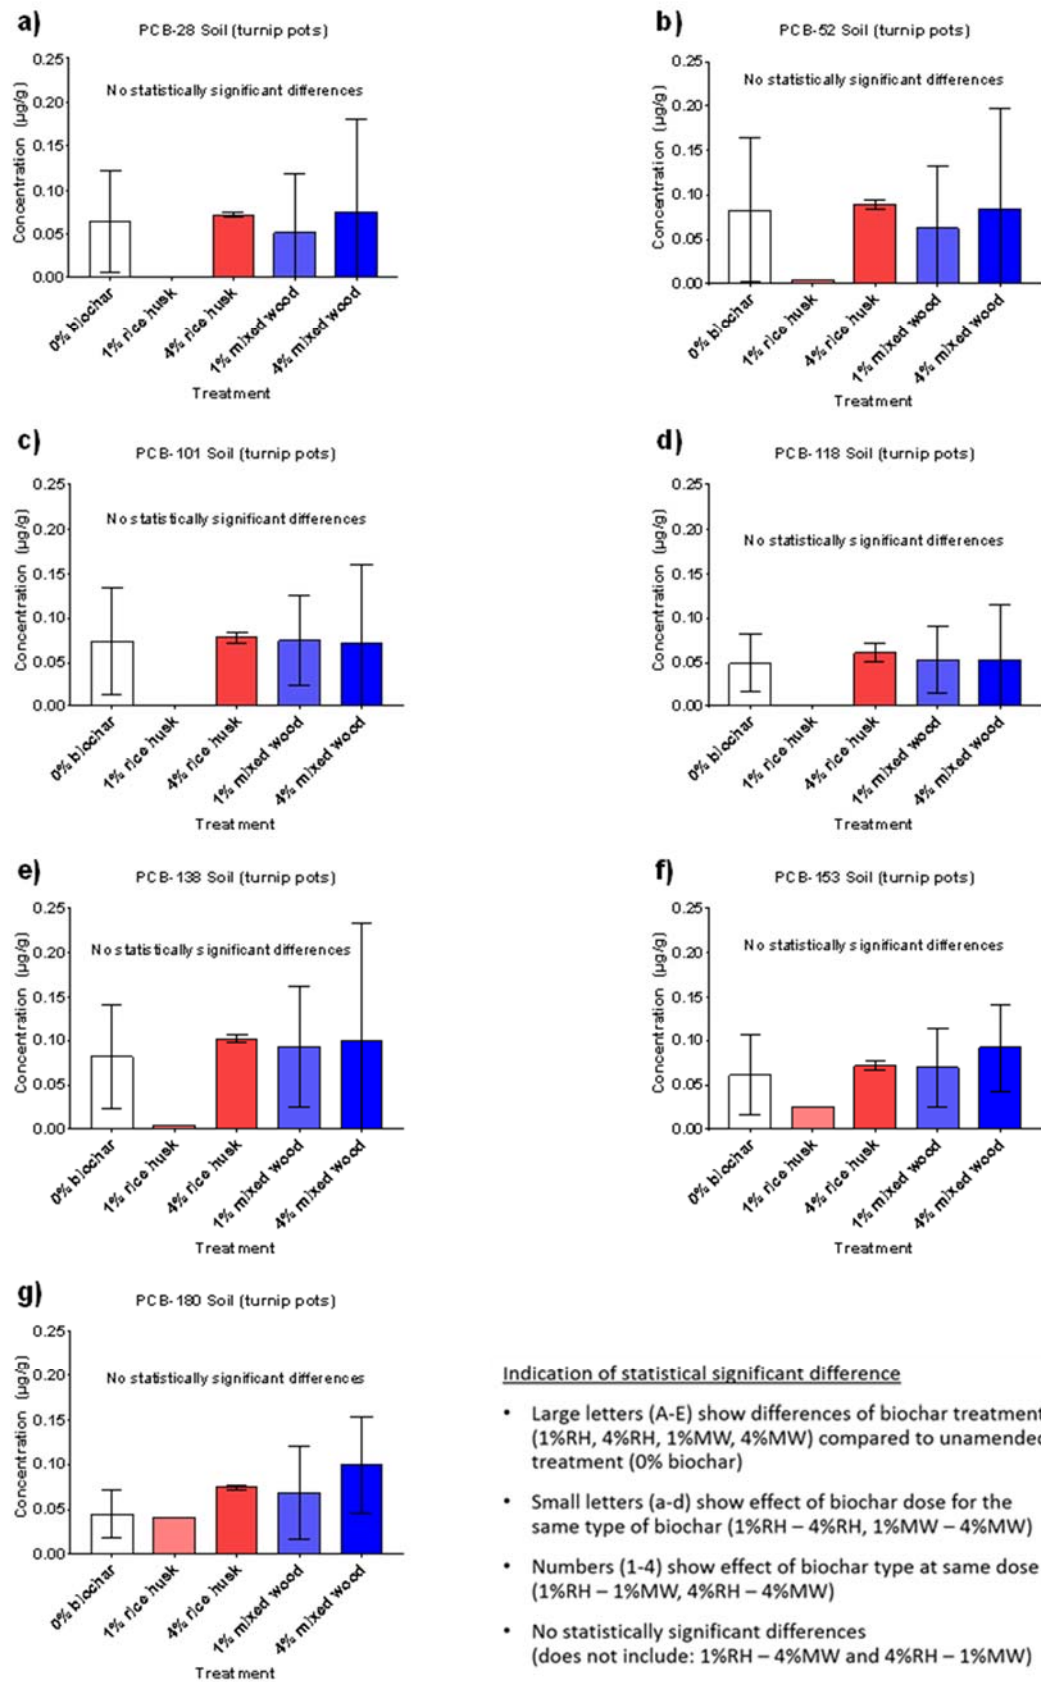 a)
PCB-28 Soil (turnip pots)
0.25
0.20
0.15
0.10
0.05
0.00
Concentration (µg/g)
No statistically significant differences
0% biochar
1% rice husk
4% rice husk
1% mixed wood
4% mixed wood
Treatment
b)
PCB-52 Soil (turnip pots)
0.25
0.20
0.15
0.10
0.05
0.00
Concentration (µg/g)
No statistically significant differences
0% biochar
1% rice husk
4% rice husk
1% mixed wood
4% mixed wood
Treatment
c)
PCB-101 Soil (turnip pots)
0.25
0.20
0.15
0.10
0.05
0.00
Concentration (µg/g)
No statistically significant differences
0% biochar
1% rice husk
4% rice husk
1% mixed wood
4% mixed wood
Treatment
d)
PCB-118 Soil (turnip pots)
0.25
0.20
0.15
0.10
0.05
0.00
Concentration (µg/g)
No statistically significant differences
0% biochar
1% rice husk
4% rice husk
1% mixed wood
4% mixed wood
Treatment
e)
PCB-138 Soil (turnip pots)
0.25
0.20
0.15
0.10
0.05
0.00
Concentration (µg/g)
No statistically significant differences
0% biochar
1% rice husk
4% rice husk
1% mixed wood
4% mixed wood
Treatment
f)
PCB-153 Soil (turnip pots)
0.25
0.20
0.15
0.10
0.05
0.00
Concentration (µg/g)
No statistically significant differences
0% biochar
1% rice husk
4% rice husk
1% mixed wood
4% mixed wood
Treatment
g)
PCB-180 Soil (turnip pots)
0.25
0.20
0.15
0.10
0.05
0.00
Concentration (µg/g)
No statistically significant differences
0% biochar
1% rice husk
4% rice husk
1% mixed wood
4% mixed wood
Treatment
Indication of statistical significant difference
• Large letters (A-E) show differences of biochar treatment
(1%RH, 4%RH, 1%MW, 4%MW) compared to unamended
treatment (0% biochar)
• Small letters (a-d) show effect of biochar dose for the
same type of biochar (1%RH – 4%RH, 1%MW – 4%MW)
• Numbers (1-4) show effect of biochar type at same dose
(1%RH – 1%MW, 4%RH – 4%MW)
• No statistically significant differences
(does not include: 1%RH – 4%MW and 4%RH – 1%MW)